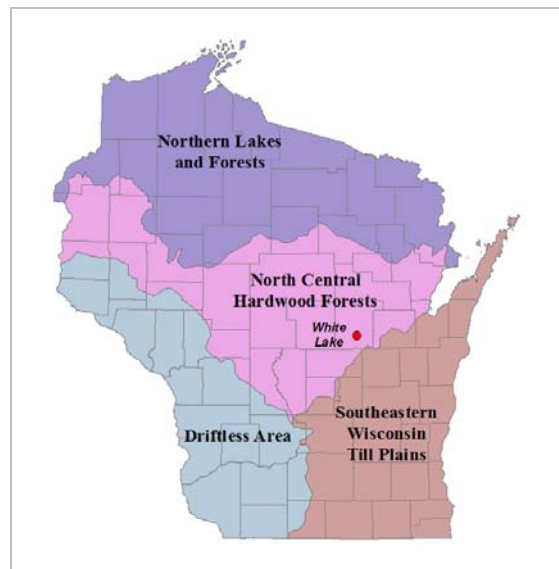 Northern Lakes
and Forests
North Central
Hardwood Forests
White
Lake
Southeastern
Wisconsin
Till Plains
Driftless Area